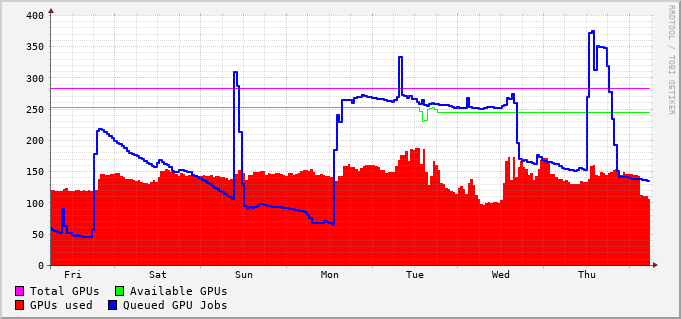 RRDTOOL / TOBI OETIKER
400
350
300
250
200
150
100
50
0
Fri Sat Sun Mon Tue Wed Thu
Total GPUs Available GPUs
GPUs used Queued GPU Jobs